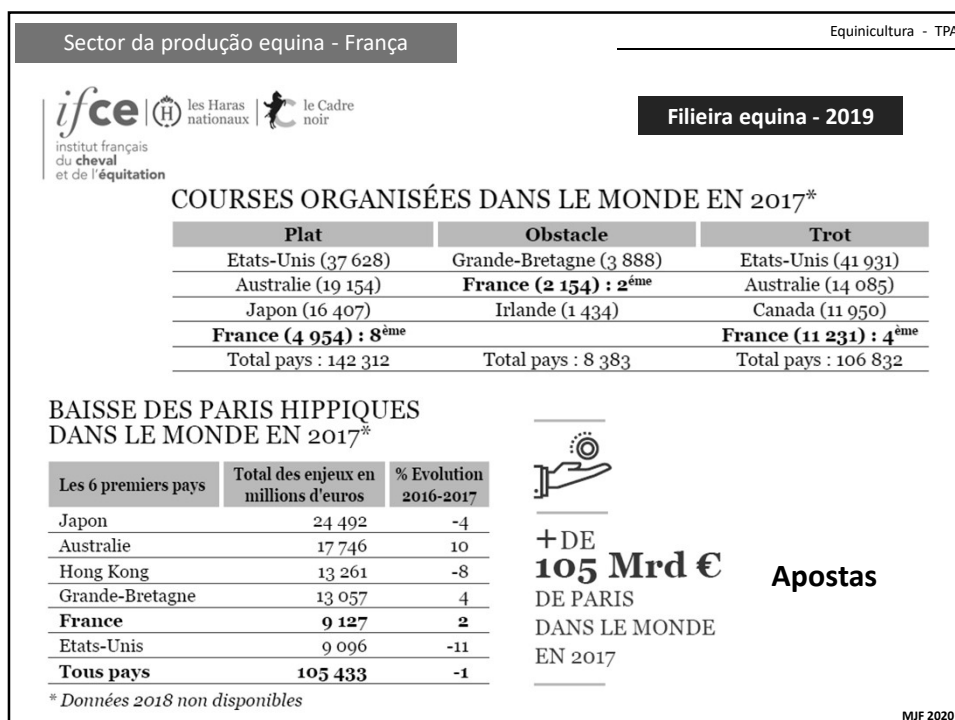 Sector da produção equina - França
Equinicultura - TPA
ifce
les Haras
nationaux
le Cadre
noir
institut français
du cheval
et de l'équitation
Filieira equina - 2019
COURSES ORGANISÉES DANS LE MONDE EN 2017*
Plat Obstacle Trot
Etats-Unis (37 628) Grande-Bretagne (3 888) Etats-Unis (41 931)
Australie (19 154) France (2 154) : 2éme Australie (14 085)
Japon (16 407) Irlande (1 434) Canada (11 950)
France (4 954) : 8ème France (11 231) : 4ème
Total pays : 142 312 Total pays : 8 383 Total pays : 106 832
BAISSE DES PARIS HIPPIQUES
DANS LE MONDE EN 2017*
Les 6 premiers pays Total des enjeux en millions d'euros % Evolution 2016-2017
Japon 24 492 -4
Australie 17 746 10
Hong Kong 13 261 -8
Grande-Bretagne 13 057 4
France 9 127 2
Etats-Unis 9 096 -11
Tous pays 105 433 -1
* Données 2018 non disponibles
+DE
105 Mrd €
DE PARIS
DANS LE MONDE
EN 2017
Apostas
MJF 2020